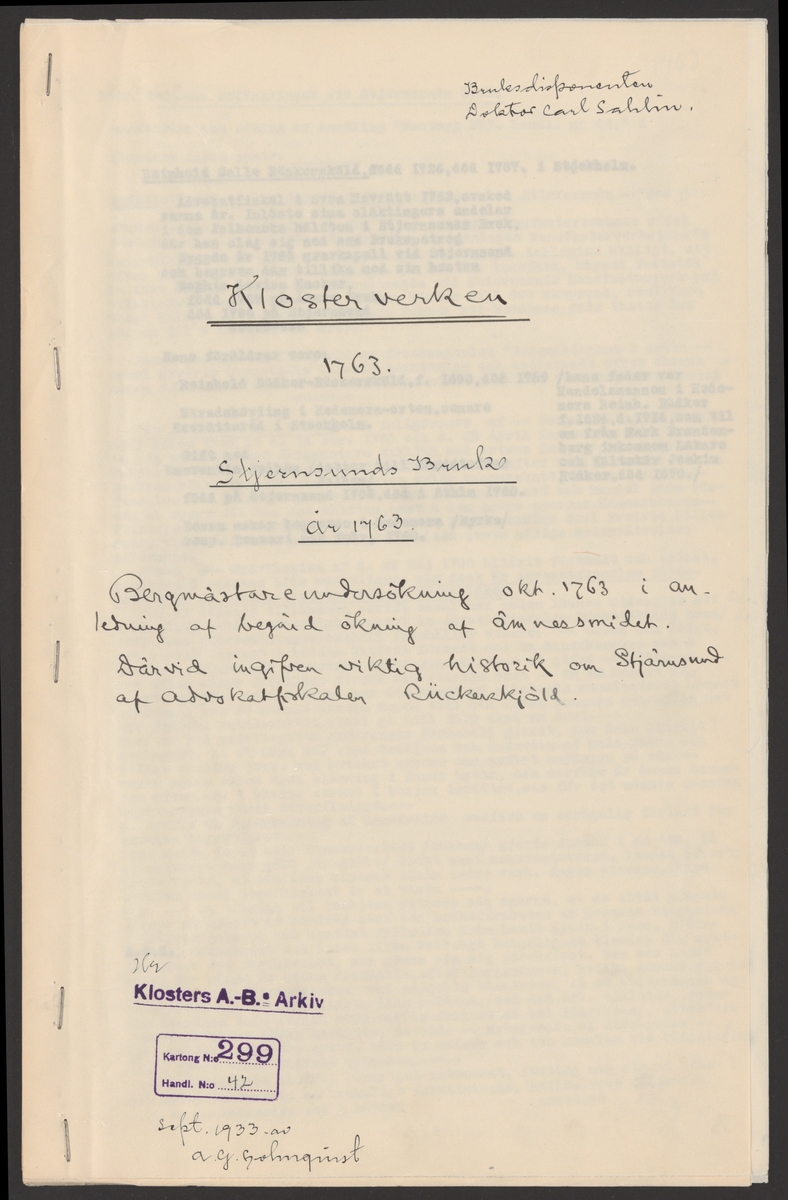 Bruksdisponenten
Doktor Carl Sahlin.
Klosterverken
1763.
Stjernsunds Bruk
år 1763.
Bergmästareundersökning okt. 1763 i an-
ledning af begärd ökning af ämnessmidet.
Därvid ingifven viktig historik om Stjärnsund
af Advokatfiskalen Rückerskjöld.
Klosters A.-B.s Arkiv
Kartong N:o 299
Handl. N:o 42
sept. 1933 av
A.G. Holmquist